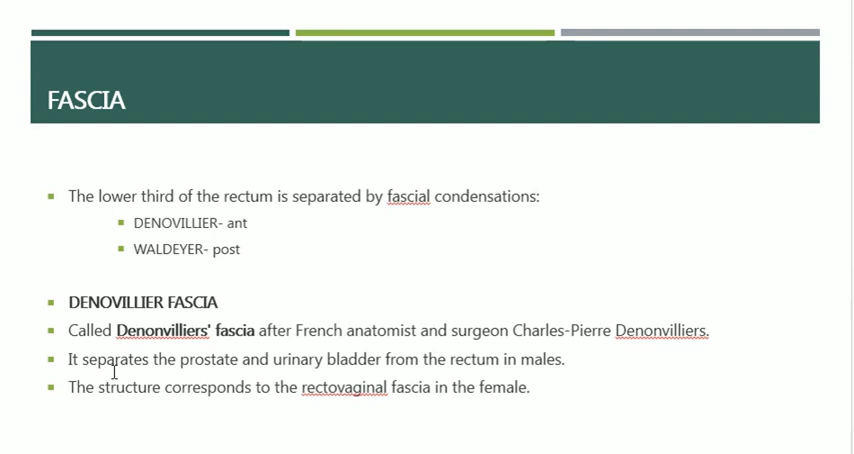 FASCIA
The lower third of the rectum is separated by fascial condensations:
DENOVILLIER- ant
WALDEYER- post
DENOVILLIER FASCIA
Called Denonvilliers' fascia after French anatomist and surgeon Charles-Pierre Denonvilliers.
It separates the prostate and urinary bladder from the rectum in males.
The structure corresponds to the rectovaginal fascia in the female.